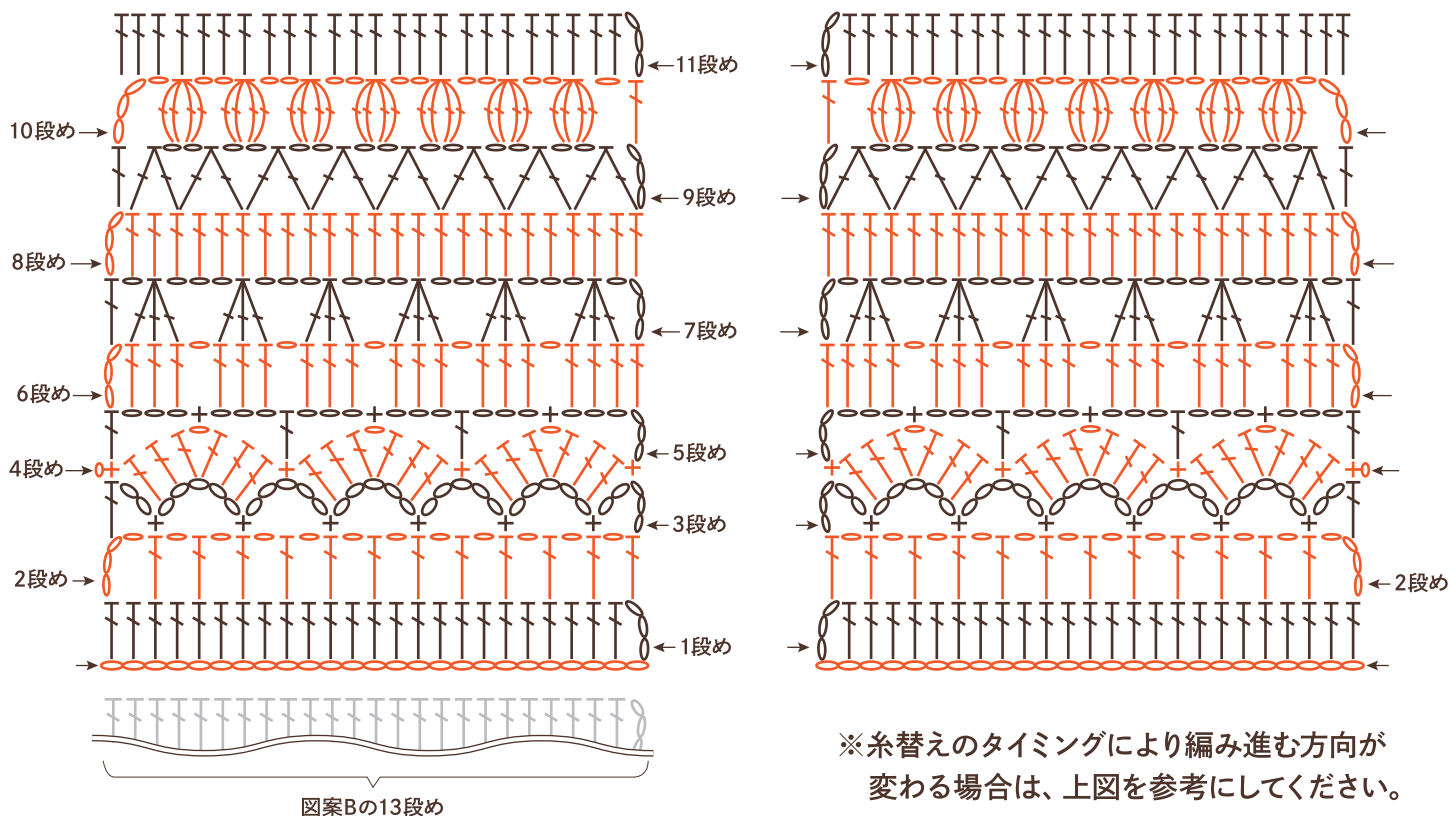 11段め
10段め
9段め
8段め
7段め
6段め
5段め
4段め
3段め
2段め
2段め
1段め
図案Bの13段め
※糸替えのタイミングにより編み進む方向が
変わる場合は、上図を参考にしてください。